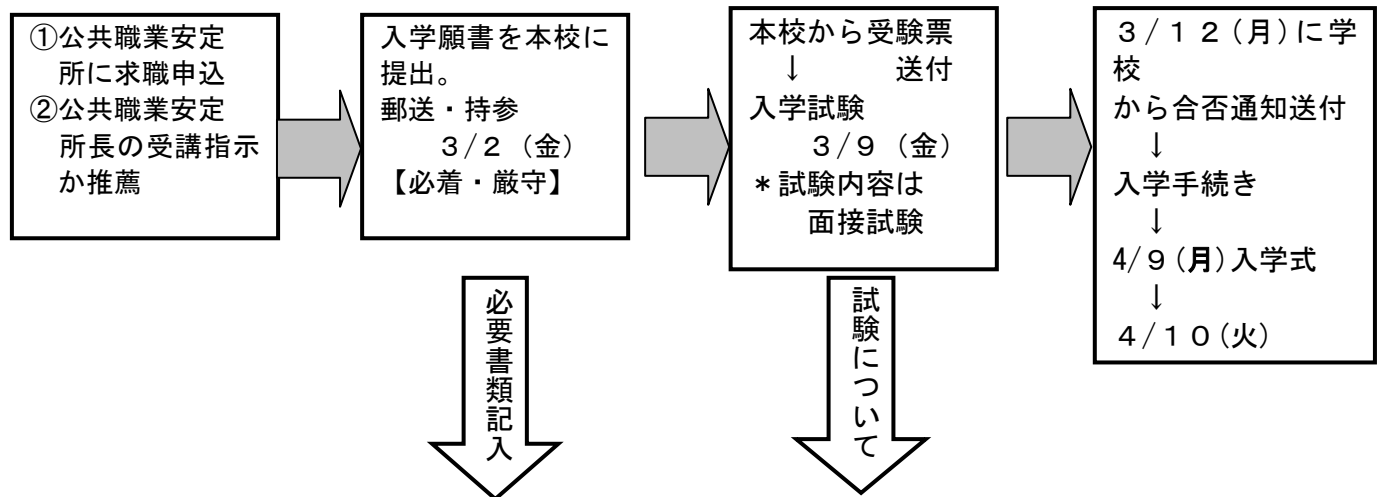 ①公共職業安定
所に求職申込
②公共職業安定
所長の受講指示
か推薦
入学願書を本校に
提出。
郵送・持参
３/２（金）
【必着・厳守】
本校から受験票
↓　　　送付
入学試験
３/９（金）
＊試験内容は
面接試験
３/１２(月)に学
校
から合否通知送付
↓
入学手続き
↓
4/９(月)入学式
↓
４/１０(火)
必要書類記入
試験について